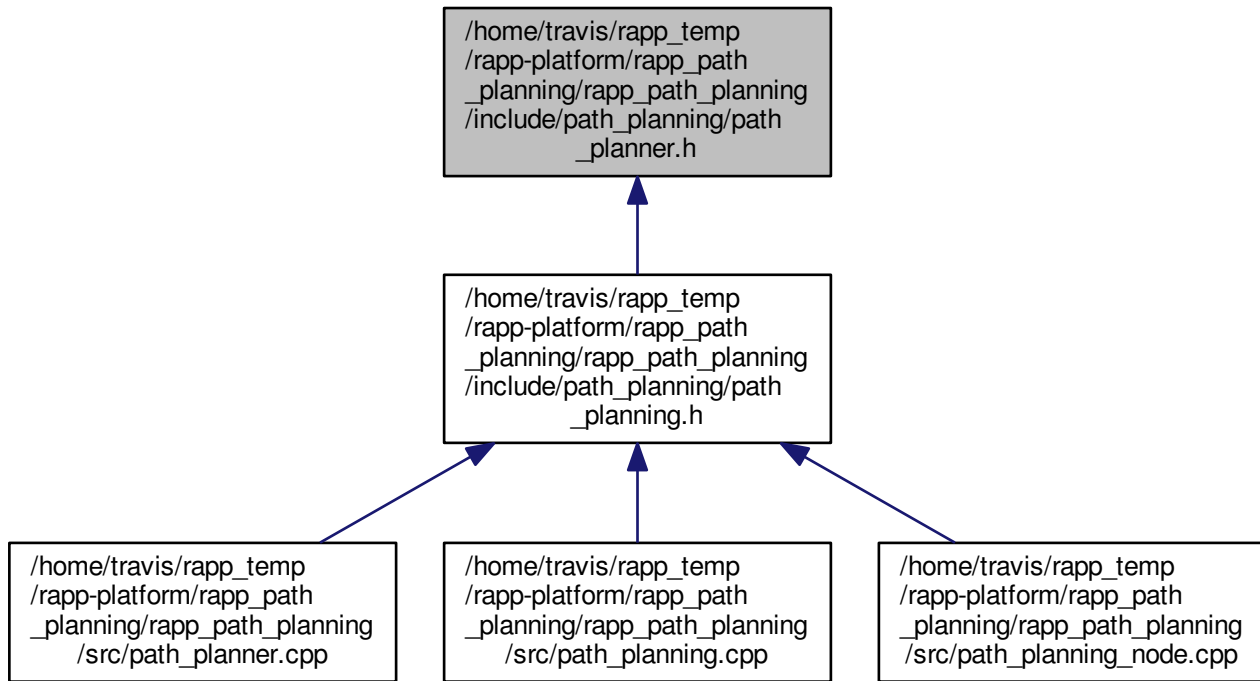 /home/travis/rapp_temp
/rapp-platform/rapp_path
_planning/rapp_path_planning
/include/path_planning/path
_planner.h
/home/travis/rapp_temp
/rapp-platform/rapp_path
_planning/rapp_path_planning
/include/path_planning/path
_planning.h
/home/travis/rapp_temp
/rapp-platform/rapp_path
_planning/rapp_path_planning
/src/path_planner.cpp
/home/travis/rapp_temp
/rapp-platform/rapp_path
_planning/rapp_path_planning
/src/path_planning.cpp
/home/travis/rapp_temp
/rapp-platform/rapp_path
_planning/rapp_path_planning
/src/path_planning_node.cpp